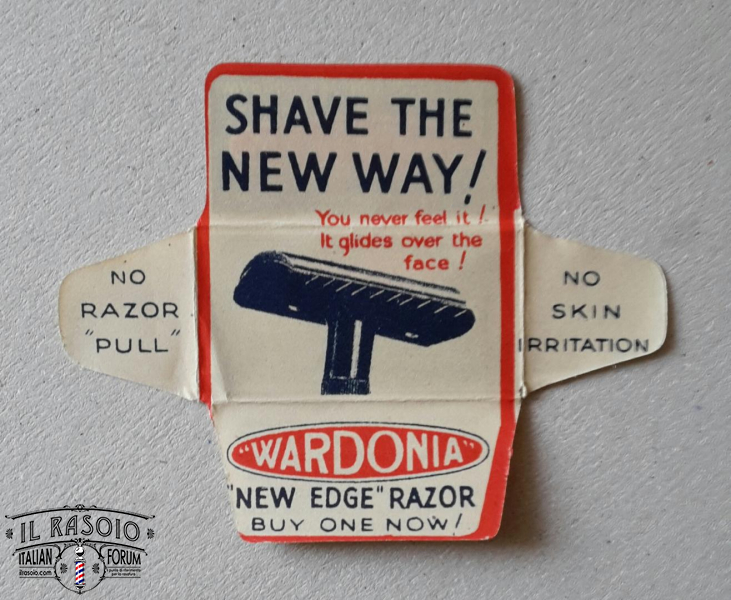 SHAVE THE
NEW WAY!
You never feel it!
It glides over the
face!
NO
RAZOR
"PULL"
NO
SKIN
IRRITATION
"WARDONIA"
"NEW EDGE" RAZOR
BUY ONE NOW!
IL RASOIO
ITALIAN FORUM
ilrasoio.com